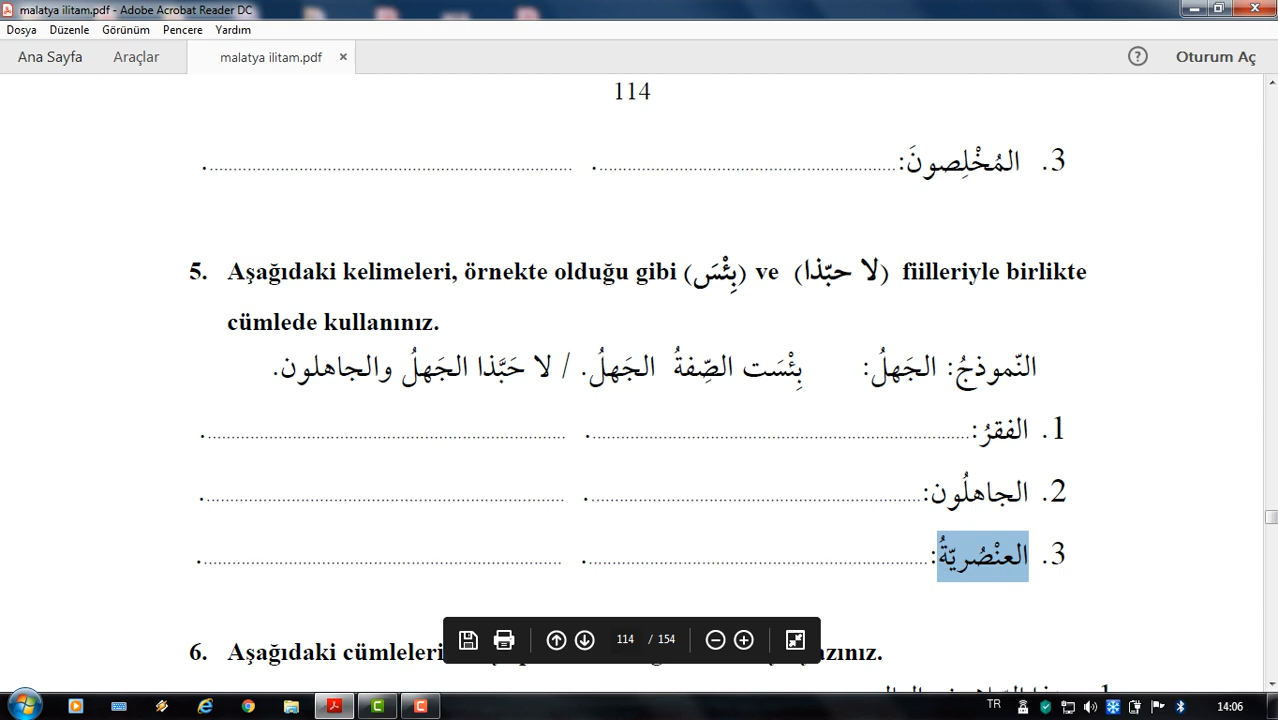 malatya ilitam.pdf - Adobe Acrobat Reader DC
Dosya Düzenle Görünüm Pencere Yardım
Ana Sayfa Araçlar malatya ilitam.pdf × ? Oturum Aç
114
3. المُخْلِصونَ: .................................................. . .................................................. .
5. Aşağıdaki kelimeleri, örnekte olduğu gibi (بِئْسَ) ve (لا حبّذا) fiilleriyle birlikte
cümlede kullanınız.
النّموذجُ: الجَهلُ: بِئْسَت الصِّفةُ الجَهلُ. / لا حَبَّذا الجَهلُ والجاهلون.
1. الفقرُ: .................................................. . .................................................. .
2. الجاهلُون: .................................................. . .................................................. .
3. العنْصُريّةُ: .................................................. . .................................................. .
114 / 154
6. Aşağıdaki cümleleri
TR 14:06